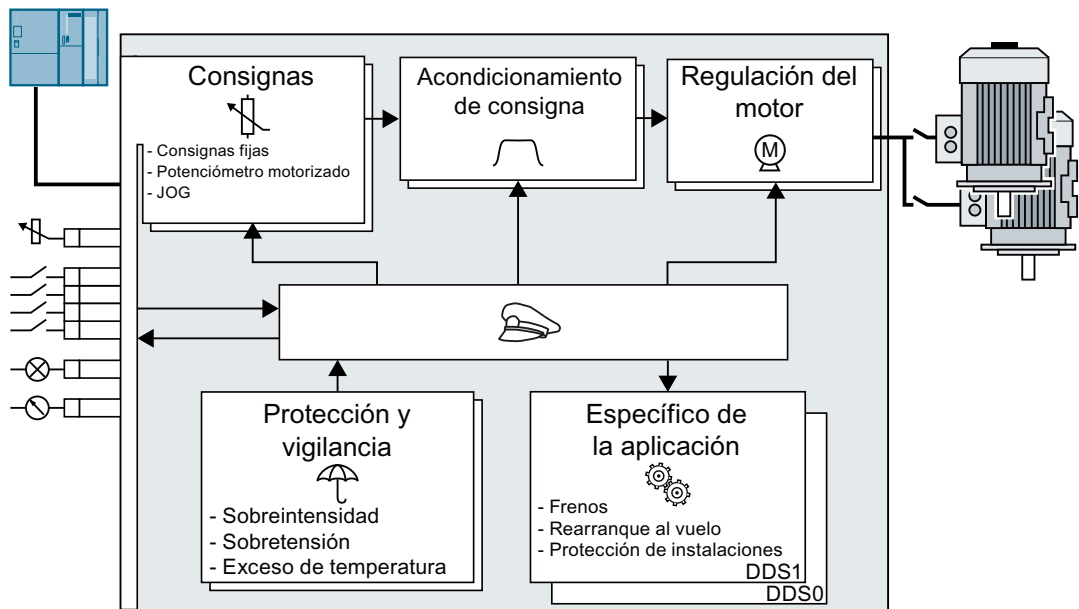 Consignas
- Consignas fijas
- Potenciómetro motorizado
- JOG
Acondicionamiento
de consigna
Regulación del
motor
M
Protección y
vigilancia
- Sobreintensidad
- Sobretensión
- Exceso de temperatura
Específico de
la aplicación
- Frenos
- Rearranque al vuelo
- Protección de instalaciones
DDS1
DDS0